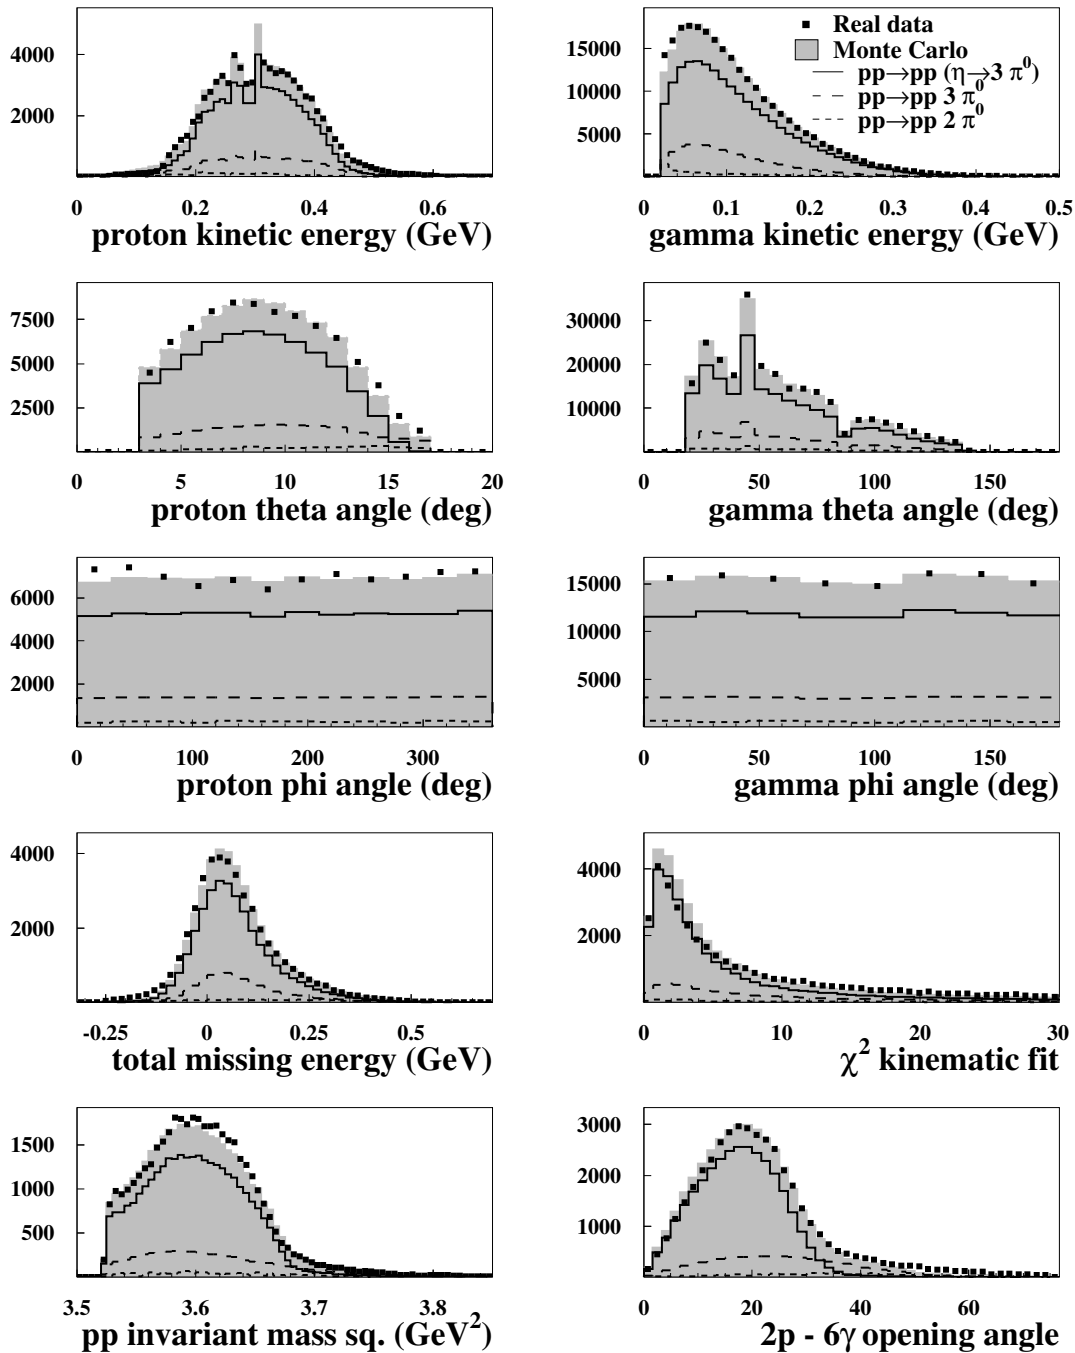 4000
2000
0 0.2 0.4 0.6
proton kinetic energy (GeV)
15000
10000
5000
Real data
Monte Carlo
pp→pp (η→3 π⁰)
pp→pp 3 π⁰
pp→pp 2 π⁰
0 0.1 0.2 0.3 0.4 0.5
gamma kinetic energy (GeV)
7500
5000
2500
0 5 10 15 20
proton theta angle (deg)
30000
20000
10000
0 50 100 150
gamma theta angle (deg)
6000
4000
2000
0 100 200 300
proton phi angle (deg)
15000
10000
5000
0 50 100 150
gamma phi angle (deg)
4000
2000
-0.25 0 0.25 0.5
total missing energy (GeV)
4000
2000
0 10 20 30
χ² kinematic fit
1500
1000
500
3.5 3.6 3.7 3.8
pp invariant mass sq. (GeV²)
3000
2000
1000
0 20 40 60
2p - 6γ opening angle